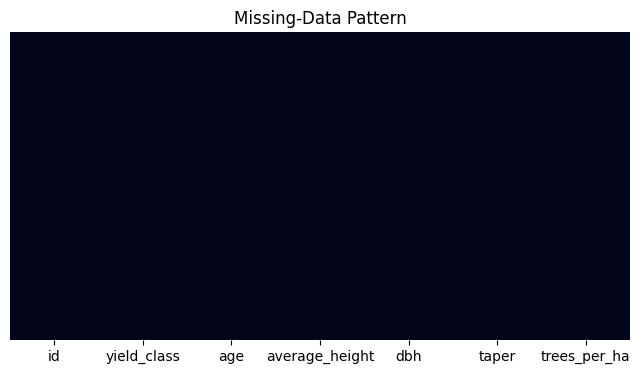 Missing-Data Pattern
id yield_class age average_height dbh taper trees_per_ha